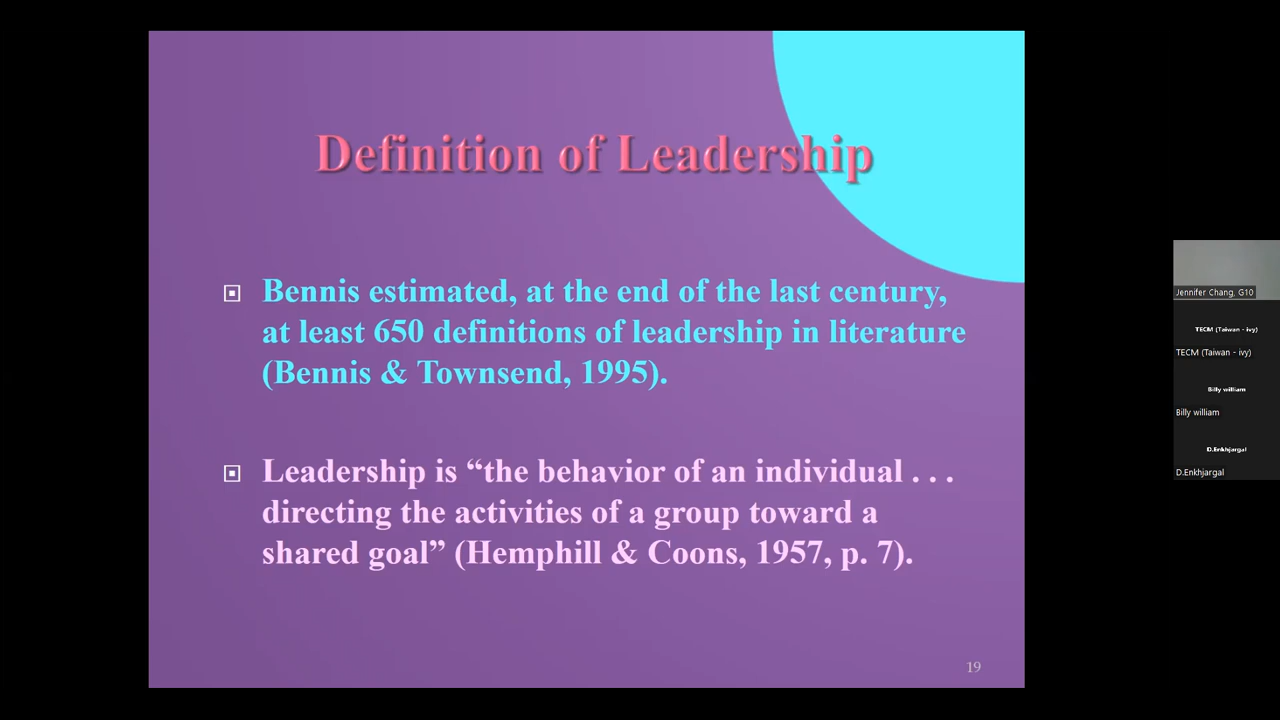 Definition of Leadership
Bennis estimated, at the end of the last century,
at least 650 definitions of leadership in literature
(Bennis & Townsend, 1995).
Leadership is “the behavior of an individual . . .
directing the activities of a group toward a
shared goal” (Hemphill & Coons, 1957, p. 7).
19
Jennifer Chang, G10
TECM (Taiwan - ivy)
TECM (Taiwan - ivy)
Billy william
Billy william
D.Enkhjargal
D.Enkhjargal